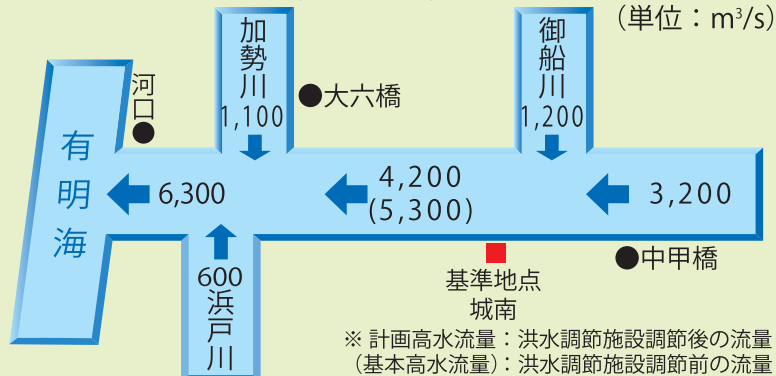 (単位：m³/s)
加勢川
1,100
御船川
1,200
大六橋
河口
有明海
6,300
4,200
(5,300)
3,200
600
浜戸川
基準地点
城南
中甲橋
※ 計画高水流量：洪水調節施設調節後の流量
（基本高水流量）：洪水調節施設調節前の流量